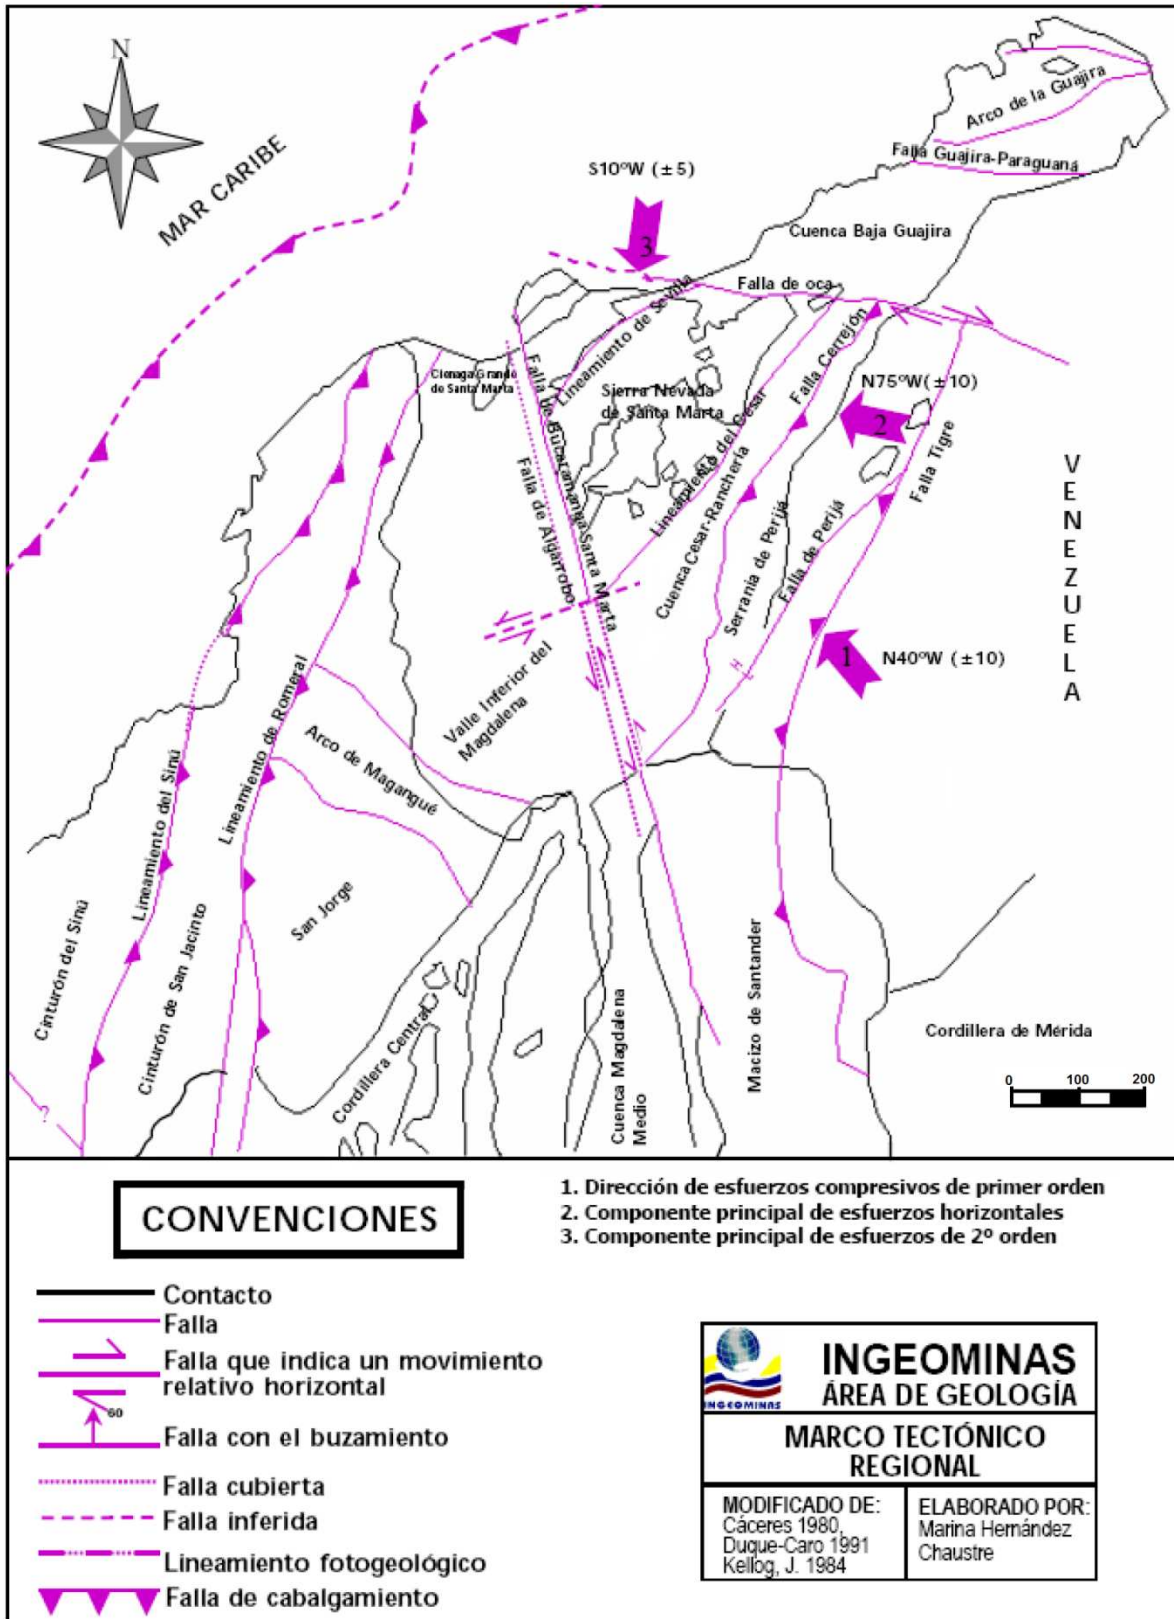 N
MAR CARIBE
S10ºW (±5)
3
Arco de la Guajira
Falla Guajira-Paraguaná
Cuenca Baja Guajira
Falla de oca
Lineamiento de Sevilla
Cienaga Grande
de Santa Marta
Falla de Bucaramanga Santa Marta
Falla de Algarrobo
Sierra Nevada
de Santa Marta
Lineamiento del Cesar
Falla Cerrejón
N75ºW(±10)
2
Falla Tigre
Cuenca Cesar-Ranchería
Serranía de Perijá
Falla de Perijá
VENEZUELA
1
N40ºW (±10)
H
Valle Inferior del
Magdalena
Lineamiento de Romeral
Arco de Magangué
Lineamiento del Sinú
San Jorge
Cinturón del Sinú
Cinturón de San Jacinto
Cordillera Central
Cuenca Magdalena
Medio
Macizo de Santander
Cordillera de Mérida
0 100 200
?
CONVENCIONES
1. Dirección de esfuerzos compresivos de primer orden
2. Componente principal de esfuerzos horizontales
3. Componente principal de esfuerzos de 2º orden
Contacto
Falla
Falla que indica un movimiento
relativo horizontal
60
Falla con el buzamiento
Falla cubierta
Falla inferida
Lineamiento fotogeológico
Falla de cabalgamiento
INGEOMINAS
INGEOMINAS
ÁREA DE GEOLOGÍA
MARCO TECTÓNICO
REGIONAL
MODIFICADO DE:
Cáceres 1980,
Duque-Caro 1991
Kellog, J. 1984
ELABORADO POR:
Marina Hernández
Chaustre